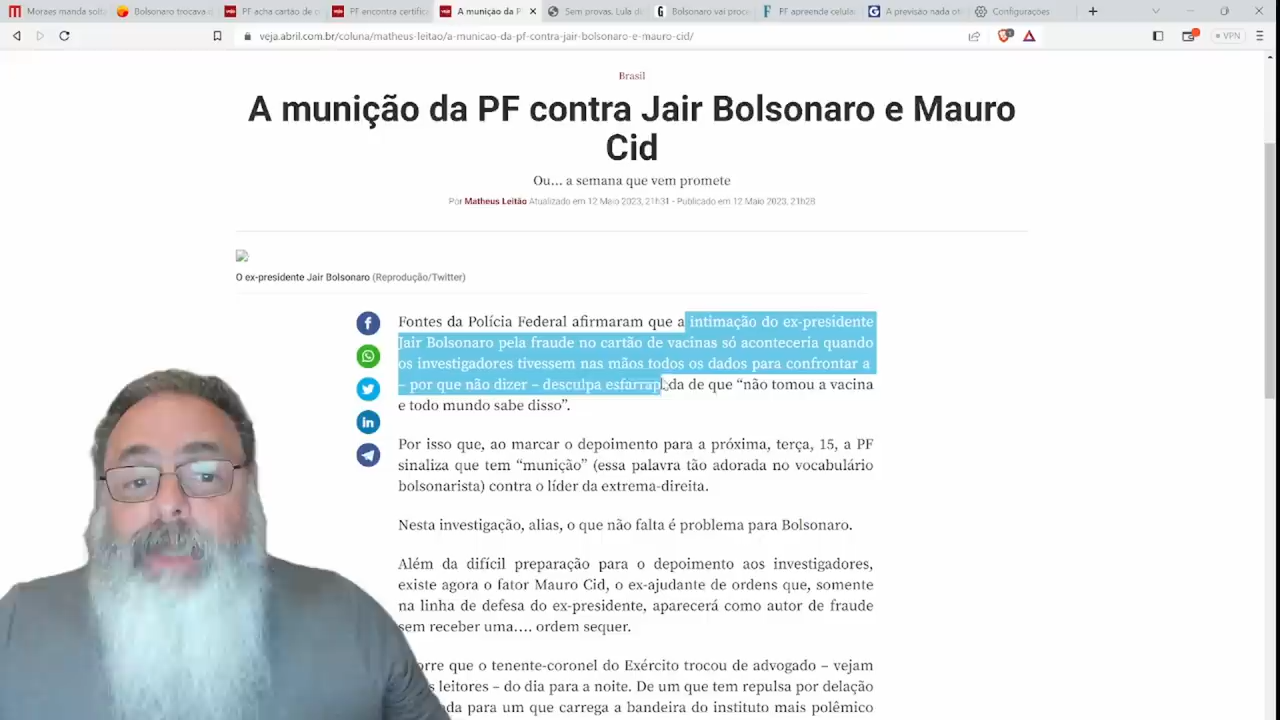 Moraes manda solt
Bolsonaro trocava q
PF acha cartão de c
PF encontra certific
A munição da P
Sem provas. Lula di
Bolsonaro vai proc
PF apreende celula
A previsão nada oti
Configurações
veja.abril.com.br/coluna/matheus-leitao/a-municao-da-pf-contra-jair-bolsonaro-e-mauro-cid/
VPN
Brasil
A munição da PF contra Jair Bolsonaro e Mauro
Cid
Ou... a semana que vem promete
Por Matheus Leitão Atualizado em 12 Maio 2023, 21h31 - Publicado em 12 Maio 2023, 21h28
O ex-presidente Jair Bolsonaro (Reprodução/Twitter)
Fontes da Polícia Federal afirmaram que a intimação do ex-presidente
Jair Bolsonaro pela fraude no cartão de vacinas só aconteceria quando
os investigadores tivessem nas mãos todos os dados para confrontar a
– por que não dizer – desculpa esfarrapada de que “não tomou a vacina
e todo mundo sabe disso”.
Por isso que, ao marcar o depoimento para a próxima, terça, 15, a PF
sinaliza que tem “munição” (essa palavra tão adorada no vocabulário
bolsonarista) contra o líder da extrema-direita.
Nesta investigação, alias, o que não falta é problema para Bolsonaro.
Além da difícil preparação para o depoimento aos investigadores,
existe agora o fator Mauro Cid, o ex-ajudante de ordens que, somente
na linha de defesa do ex-presidente, aparecerá como autor de fraude
sem receber uma.... ordem sequer.
orre que o tenente-coronel do Exército trocou de advogado – vejam
s leitores – do dia para a noite. De um que tem repulsa por delação
da para um que carrega a bandeira do instituto mais polêmico